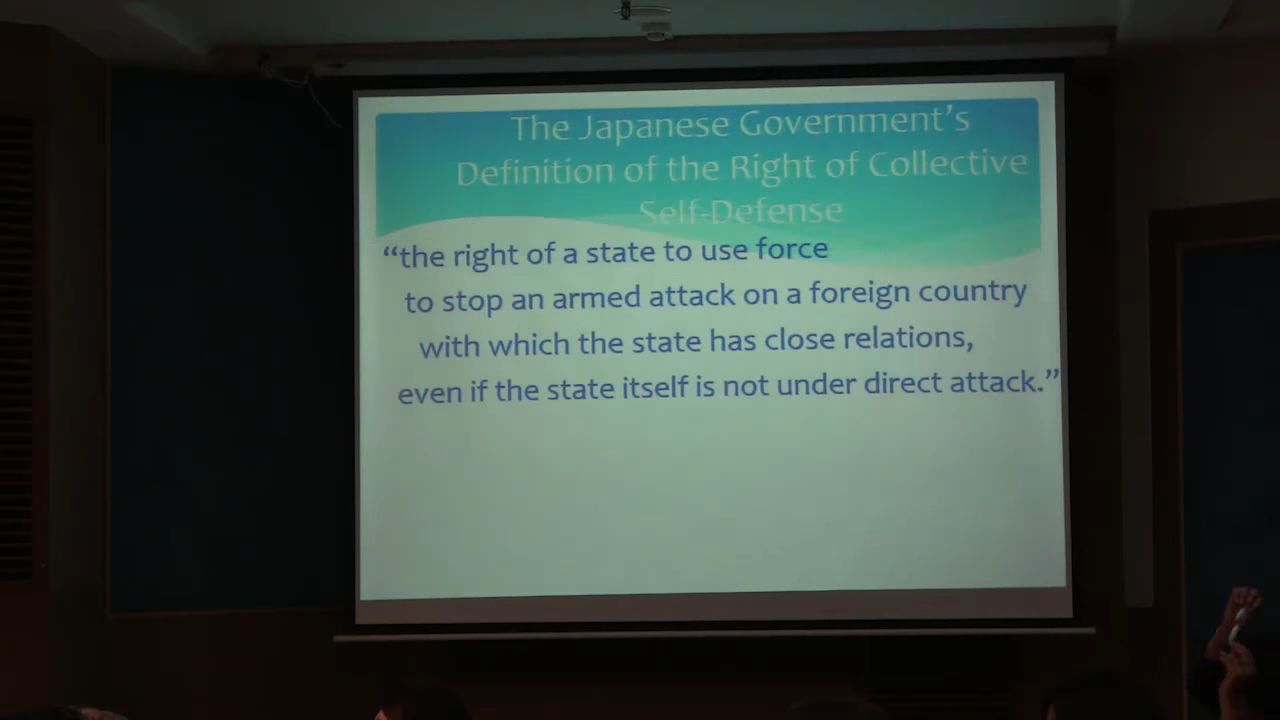 The Japanese Government’s
Definition of the Right of Collective
Self-Defense
“the right of a state to use force
to stop an armed attack on a foreign country
with which the state has close relations,
even if the state itself is not under direct attack.”